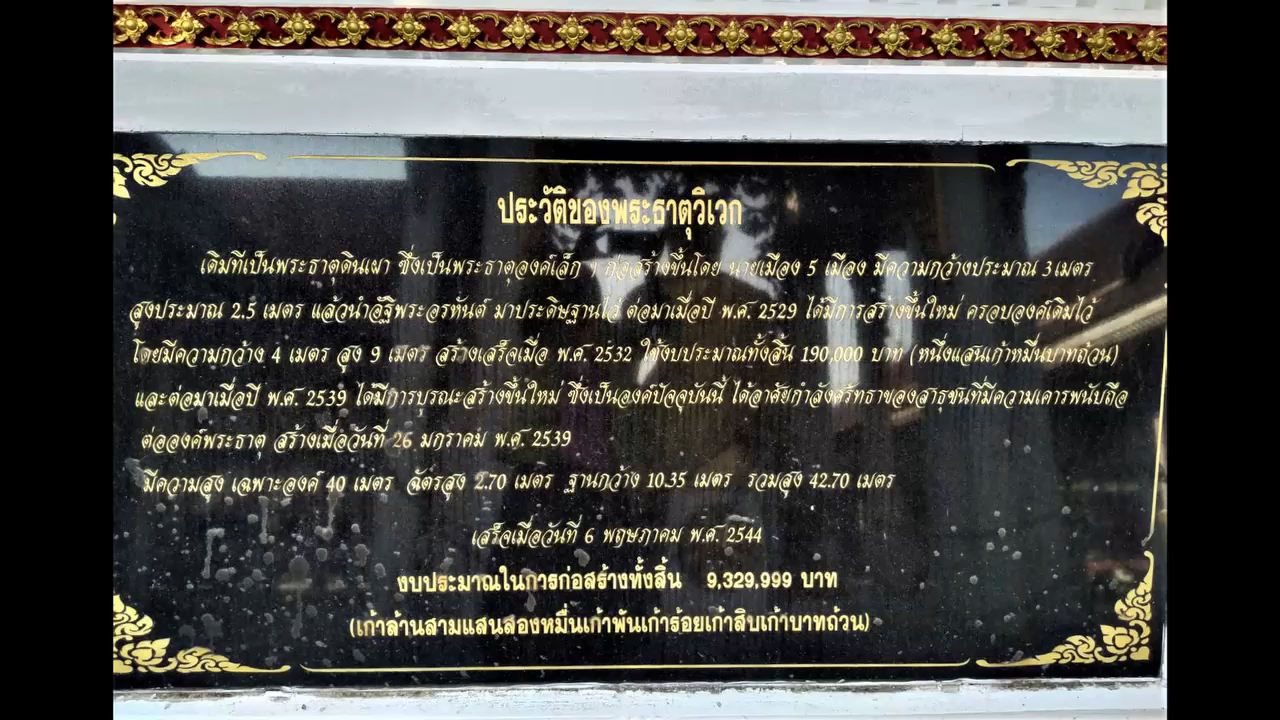 ประวัติของพระธาตุวิเวก
เดิมทีเป็นพระธาตุดินเผา ซึ่งเป็นพระธาตุองค์เล็ก ๆ ก่อสร้างขึ้นโดย นายเมือง 5 เมือง มีความกว้างประมาณ 3 เมตร
สูงประมาณ 2.5 เมตร แล้วนำอัฐิพระอรหันต์ มาประดิษฐานไว้ ต่อมาเมื่อปี พ.ศ. 2529 ได้มีการสร้างขึ้นใหม่ ครอบองค์เดิมไว้
โดยมีความกว้าง 4 เมตร สูง 9 เมตร สร้างเสร็จเมื่อ พ.ศ. 2532 ใช้งบประมาณทั้งสิ้น 190,000 บาท (หนึ่งแสนเก้าหมื่นบาทถ้วน)
และต่อมาเมื่อปี พ.ศ. 2539 ได้มีการบูรณะสร้างขึ้นใหม่ ซึ่งเป็นองค์ปัจจุบันนี้ ได้อาศัยกำลังศรัทธาของสาธุชนที่มีความเคารพนับถือ
ต่อองค์พระธาตุ สร้างเมื่อวันที่ 26 มกราคม พ.ศ. 2539
มีความสูง เฉพาะองค์ 40 เมตร ฉัตรสูง 2.70 เมตร ฐานกว้าง 10.35 เมตร รวมสูง 42.70 เมตร
เสร็จเมื่อวันที่ 6 พฤษภาคม พ.ศ. 2544
งบประมาณในการก่อสร้างทั้งสิ้น 9,329,999 บาท
(เก้าล้านสามแสนสองหมื่นเก้าพันเก้าร้อยเก้าสิบเก้าบาทถ้วน)